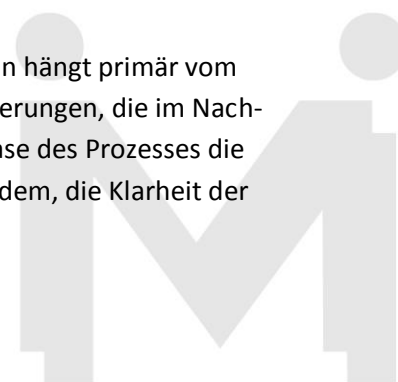 n hängt primär vom
erungen, die im Nach-
se des Prozesses die
dem, die Klarheit der